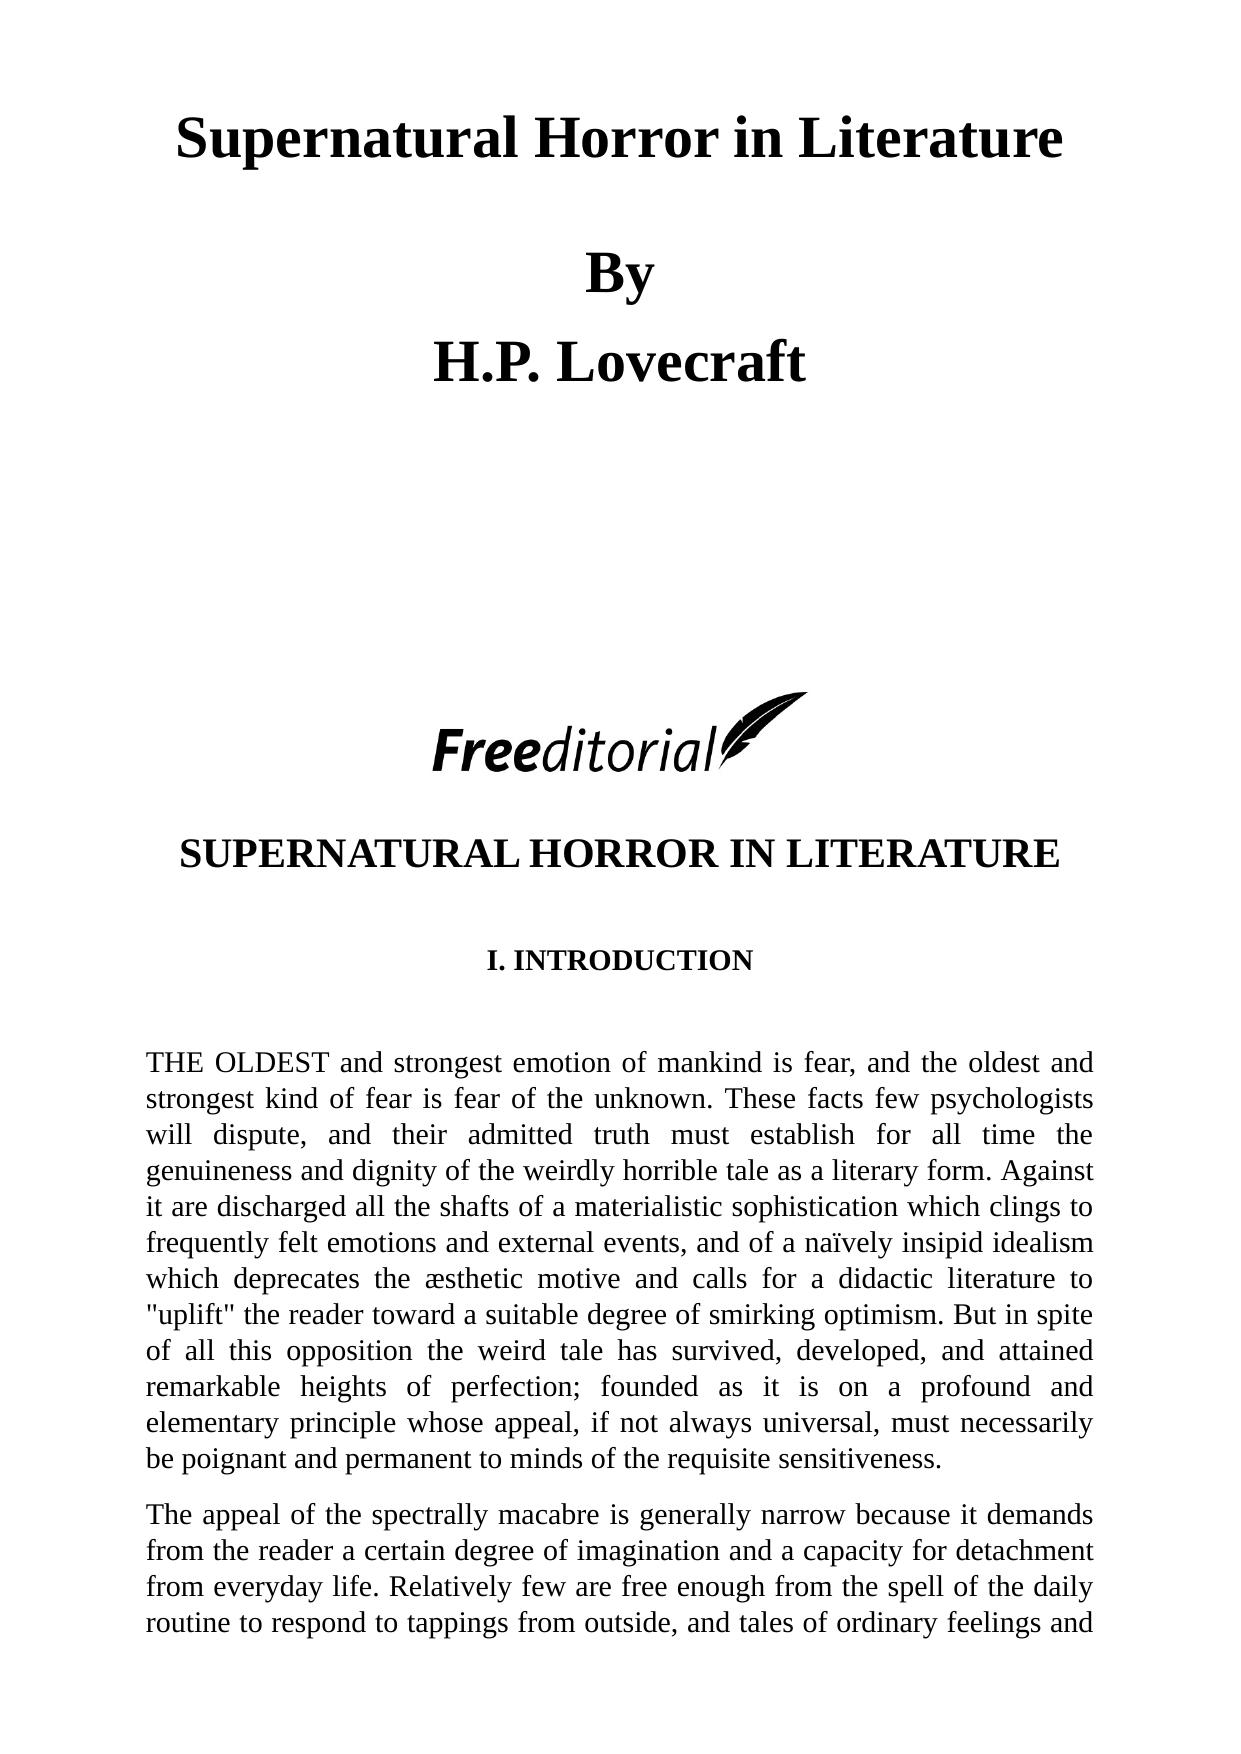 Supernatural Horror in Literature
By
H.P. Lovecraft
Freeditorial
SUPERNATURAL HORROR IN LITERATURE
I. INTRODUCTION
THE OLDEST and strongest emotion of mankind is fear, and the oldest and
strongest kind of fear is fear of the unknown. These facts few psychologists
will dispute, and their admitted truth must establish for all time the
genuineness and dignity of the weirdly horrible tale as a literary form. Against
it are discharged all the shafts of a materialistic sophistication which clings to
frequently felt emotions and external events, and of a naïvely insipid idealism
which deprecates the æsthetic motive and calls for a didactic literature to
"uplift" the reader toward a suitable degree of smirking optimism. But in spite
of all this opposition the weird tale has survived, developed, and attained
remarkable heights of perfection; founded as it is on a profound and
elementary principle whose appeal, if not always universal, must necessarily
be poignant and permanent to minds of the requisite sensitiveness.
The appeal of the spectrally macabre is generally narrow because it demands
from the reader a certain degree of imagination and a capacity for detachment
from everyday life. Relatively few are free enough from the spell of the daily
routine to respond to tappings from outside, and tales of ordinary feelings and